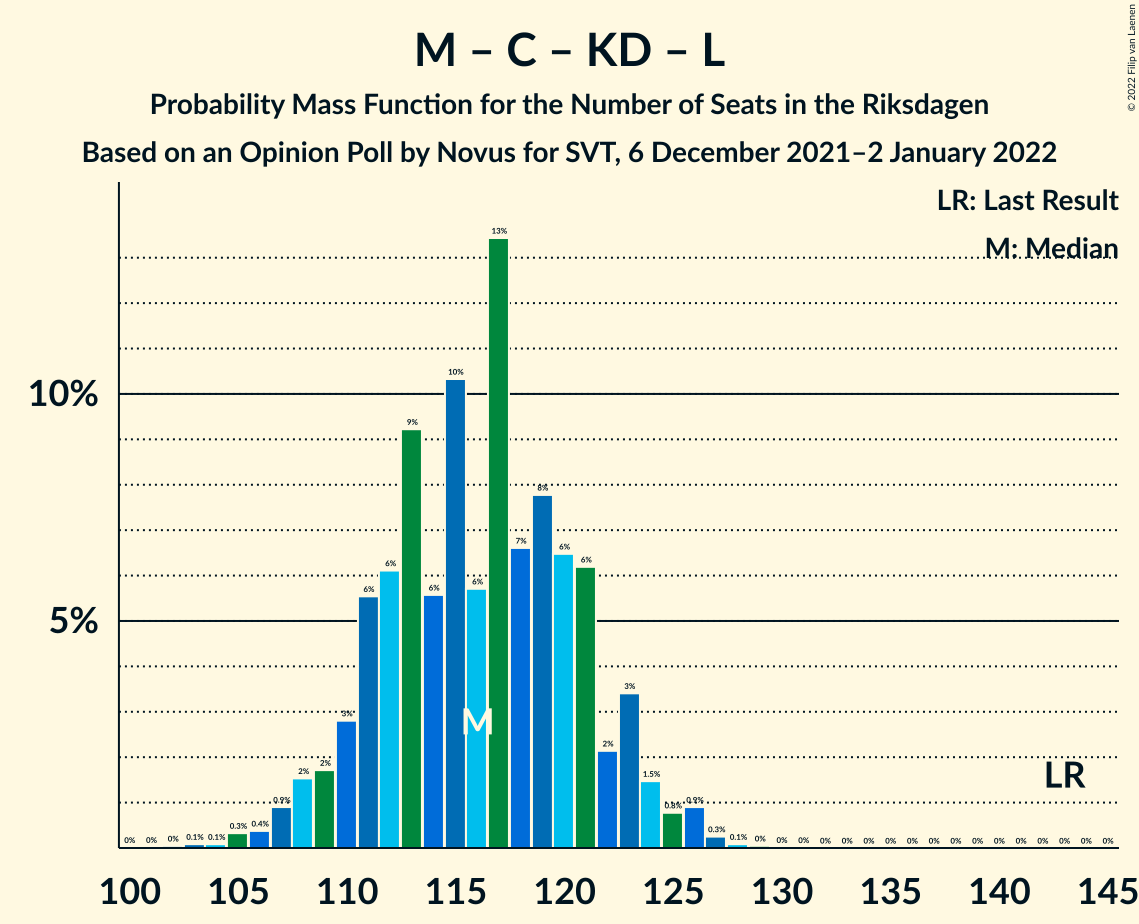 M – C – KD – L
Probability Mass Function for the Number of Seats in the Riksdagen
Based on an Opinion Poll by Novus for SVT, 6 December 2021–2 January 2022
© 2022 Filip van Laenen
LR: Last Result
M: Median
10%
5%
0% 0% 0% 0.1% 0.1% 0.3% 0.4% 0.9% 2% 2% 3% 6% 6% 9% 6% 10% 6% 13% 7% 8% 6% 6% 2% 3% 1.5% 0.8% 0.9% 0.3% 0.1% 0% 0% 0% 0% 0% 0% 0% 0% 0% 0% 0% 0% 0% 0% 0% 0% 0%
M
LR
100 105 110 115 120 125 130 135 140 145